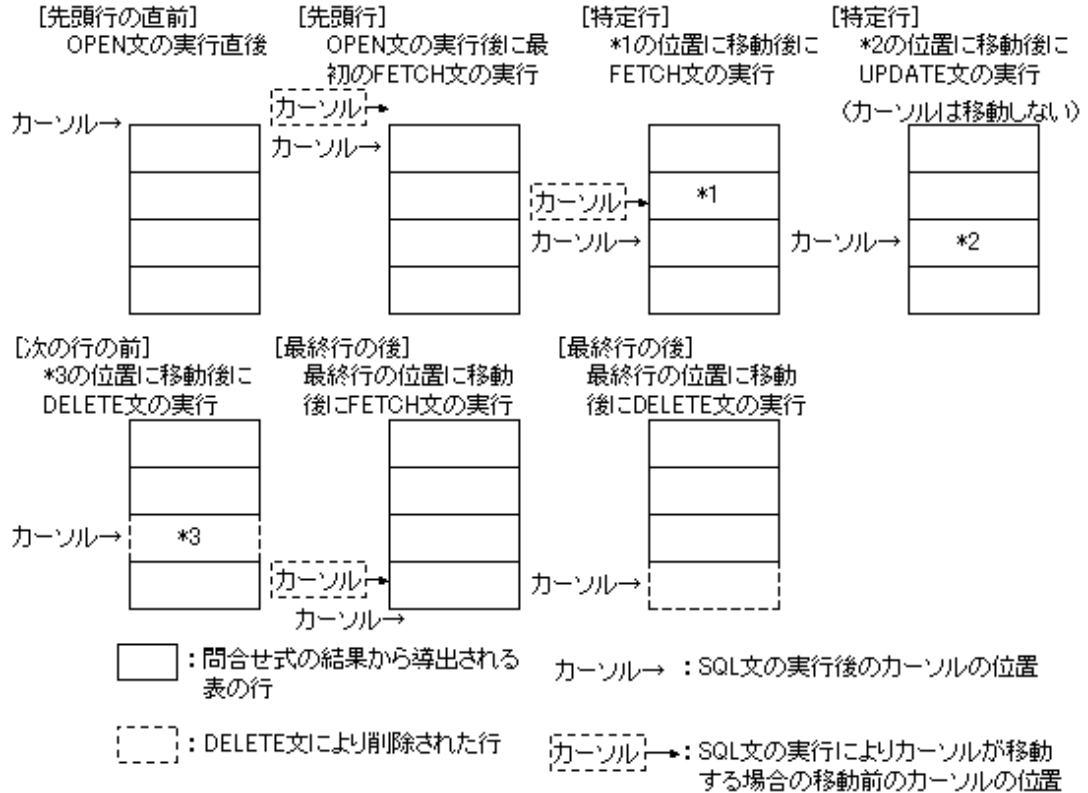 [先頭行の直前]
OPEN文の実行直後
カーソル→
[先頭行]
OPEN文の実行後に最
初のFETCH文の実行
カーソル→
カーソル→
[特定行]
*1の位置に移動後に
FETCH文の実行
*1
カーソル→
カーソル→
[特定行]
*2の位置に移動後に
UPDATE文の実行
(カーソルは移動しない)
カーソル→
*2
[次の行の前]
*3の位置に移動後に
DELETE文の実行
カーソル→
*3
[最終行の後]
最終行の位置に移動
後にFETCH文の実行
カーソル→
カーソル→
[最終行の後]
最終行の位置に移動
後にDELETE文の実行
カーソル→
:問合せ式の結果から導出される
表の行
カーソル→ :SQL文の実行後のカーソルの位置
:DELETE文により削除された行
カーソル→:SQL文の実行によりカーソルが移動
する場合の移動前のカーソルの位置